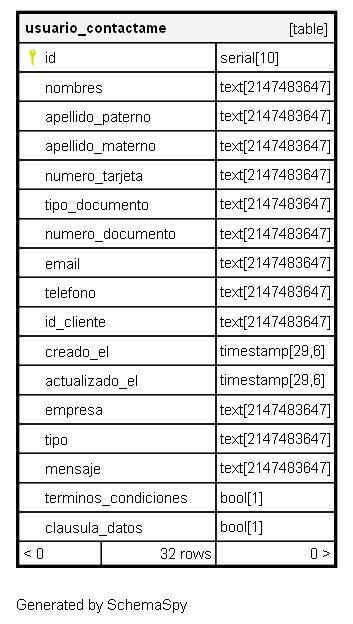 usuario_contactame [table]
id serial[10]
nombres text[2147483647]
apellido_paterno text[2147483647]
apellido_materno text[2147483647]
numero_tarjeta text[2147483647]
tipo_documento text[2147483647]
numero_documento text[2147483647]
email text[2147483647]
telefono text[2147483647]
id_cliente text[2147483647]
creado_el timestamp[29,6]
actualizado_el timestamp[29,6]
empresa text[2147483647]
tipo text[2147483647]
mensaje text[2147483647]
terminos_condiciones bool[1]
clausula_datos bool[1]
< 0 32 rows 0 >
Generated by SchemaSpy